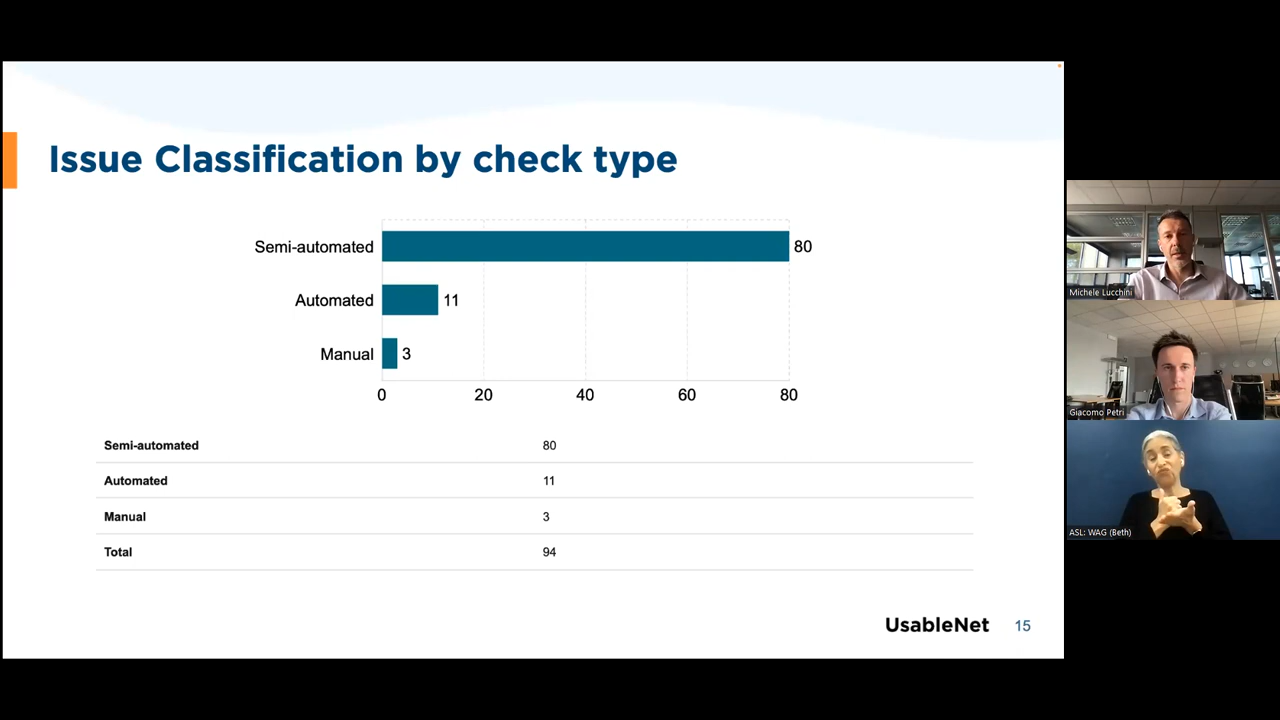 Issue Classification by check type
Semi-automated 80
Automated 11
Manual 3
0 20 40 60 80
Semi-automated 80
Automated 11
Manual 3
Total 94
UsableNet 15
Michele Lucchini
Giacomo Petri
ASL: WAG (Beth)